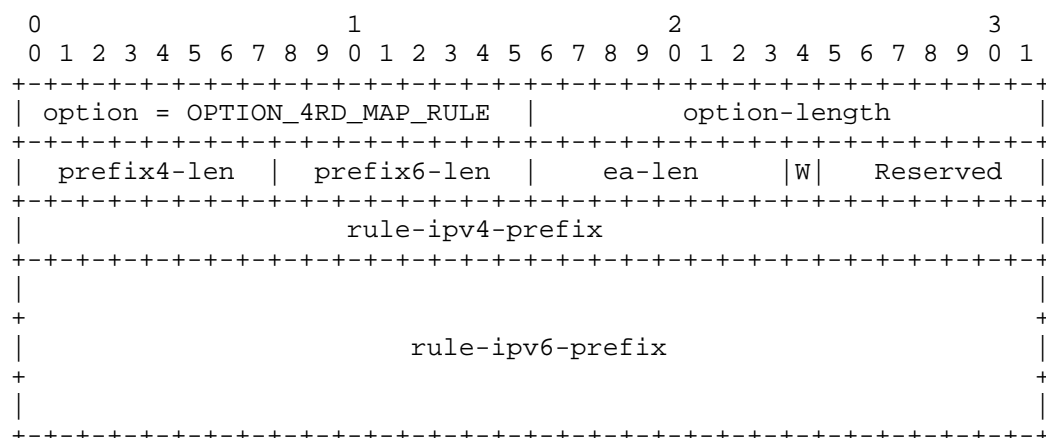 0                   1                   2                   3
0 1 2 3 4 5 6 7 8 9 0 1 2 3 4 5 6 7 8 9 0 1 2 3 4 5 6 7 8 9 0 1
+-+-+-+-+-+-+-+-+-+-+-+-+-+-+-+-+-+-+-+-+-+-+-+-+-+-+-+-+-+-+-+-+
| option = OPTION_4RD_MAP_RULE  |         option-length         |
+-+-+-+-+-+-+-+-+-+-+-+-+-+-+-+-+-+-+-+-+-+-+-+-+-+-+-+-+-+-+-+-+
|  prefix4-len  |  prefix6-len  |    ea-len     |W|   Reserved  |
+-+-+-+-+-+-+-+-+-+-+-+-+-+-+-+-+-+-+-+-+-+-+-+-+-+-+-+-+-+-+-+-+
|                    rule-ipv4-prefix                           |
+-+-+-+-+-+-+-+-+-+-+-+-+-+-+-+-+-+-+-+-+-+-+-+-+-+-+-+-+-+-+-+-+
|                                                               |
+                                                               +
|                        rule-ipv6-prefix                       |
+                                                               +
|                                                               |
+-+-+-+-+-+-+-+-+-+-+-+-+-+-+-+-+-+-+-+-+-+-+-+-+-+-+-+-+-+-+-+-+